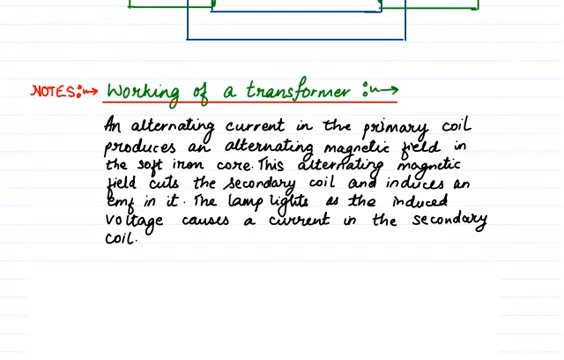 NOTES:→ Working of a transformer :→
An alternating current in the primary coil
produces an alternating magnetic field in
the soft iron core. This alternating magnetic
field cuts the secondary coil and induces an
emf in it. The lamp lights as the induced
voltage causes a current in the secondary
coil.